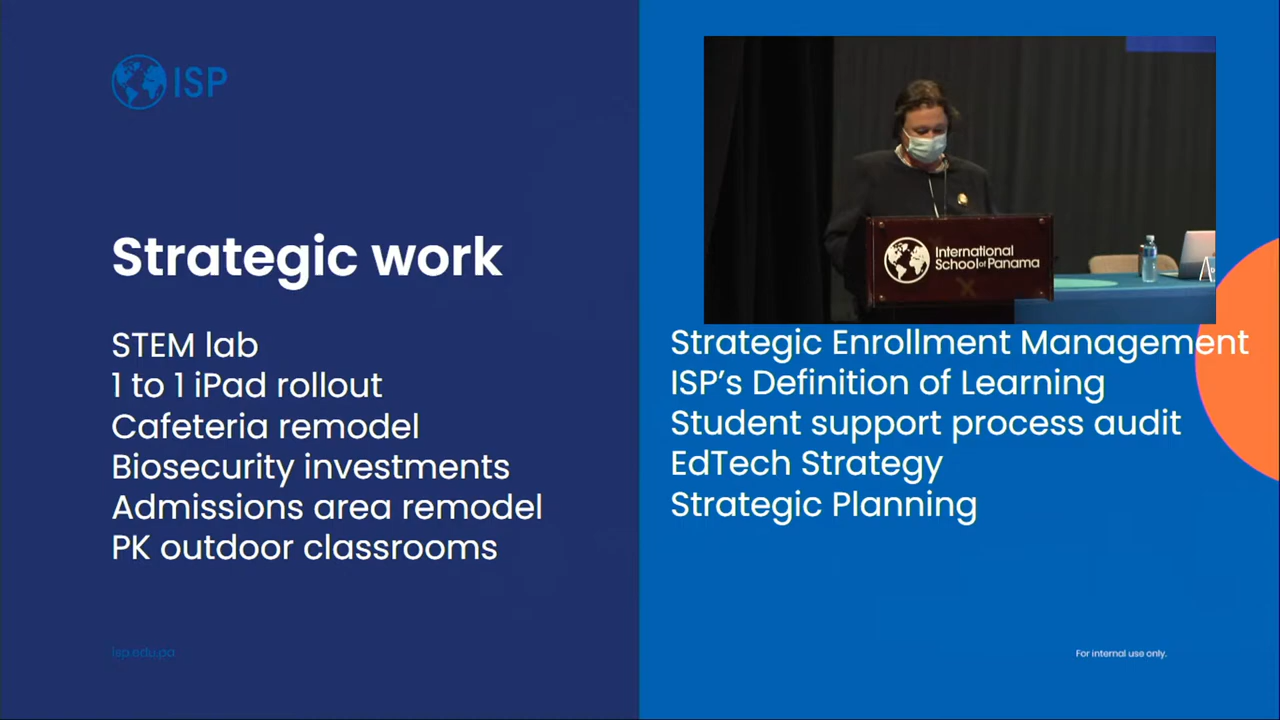 ISP
Strategic work
STEM lab
1 to 1 iPad rollout
Cafeteria remodel
Biosecurity investments
Admissions area remodel
PK outdoor classrooms
isp.edu.pa
International
School of Panama
Strategic Enrollment Management
ISP's Definition of Learning
Student support process audit
EdTech Strategy
Strategic Planning
For internal use only.